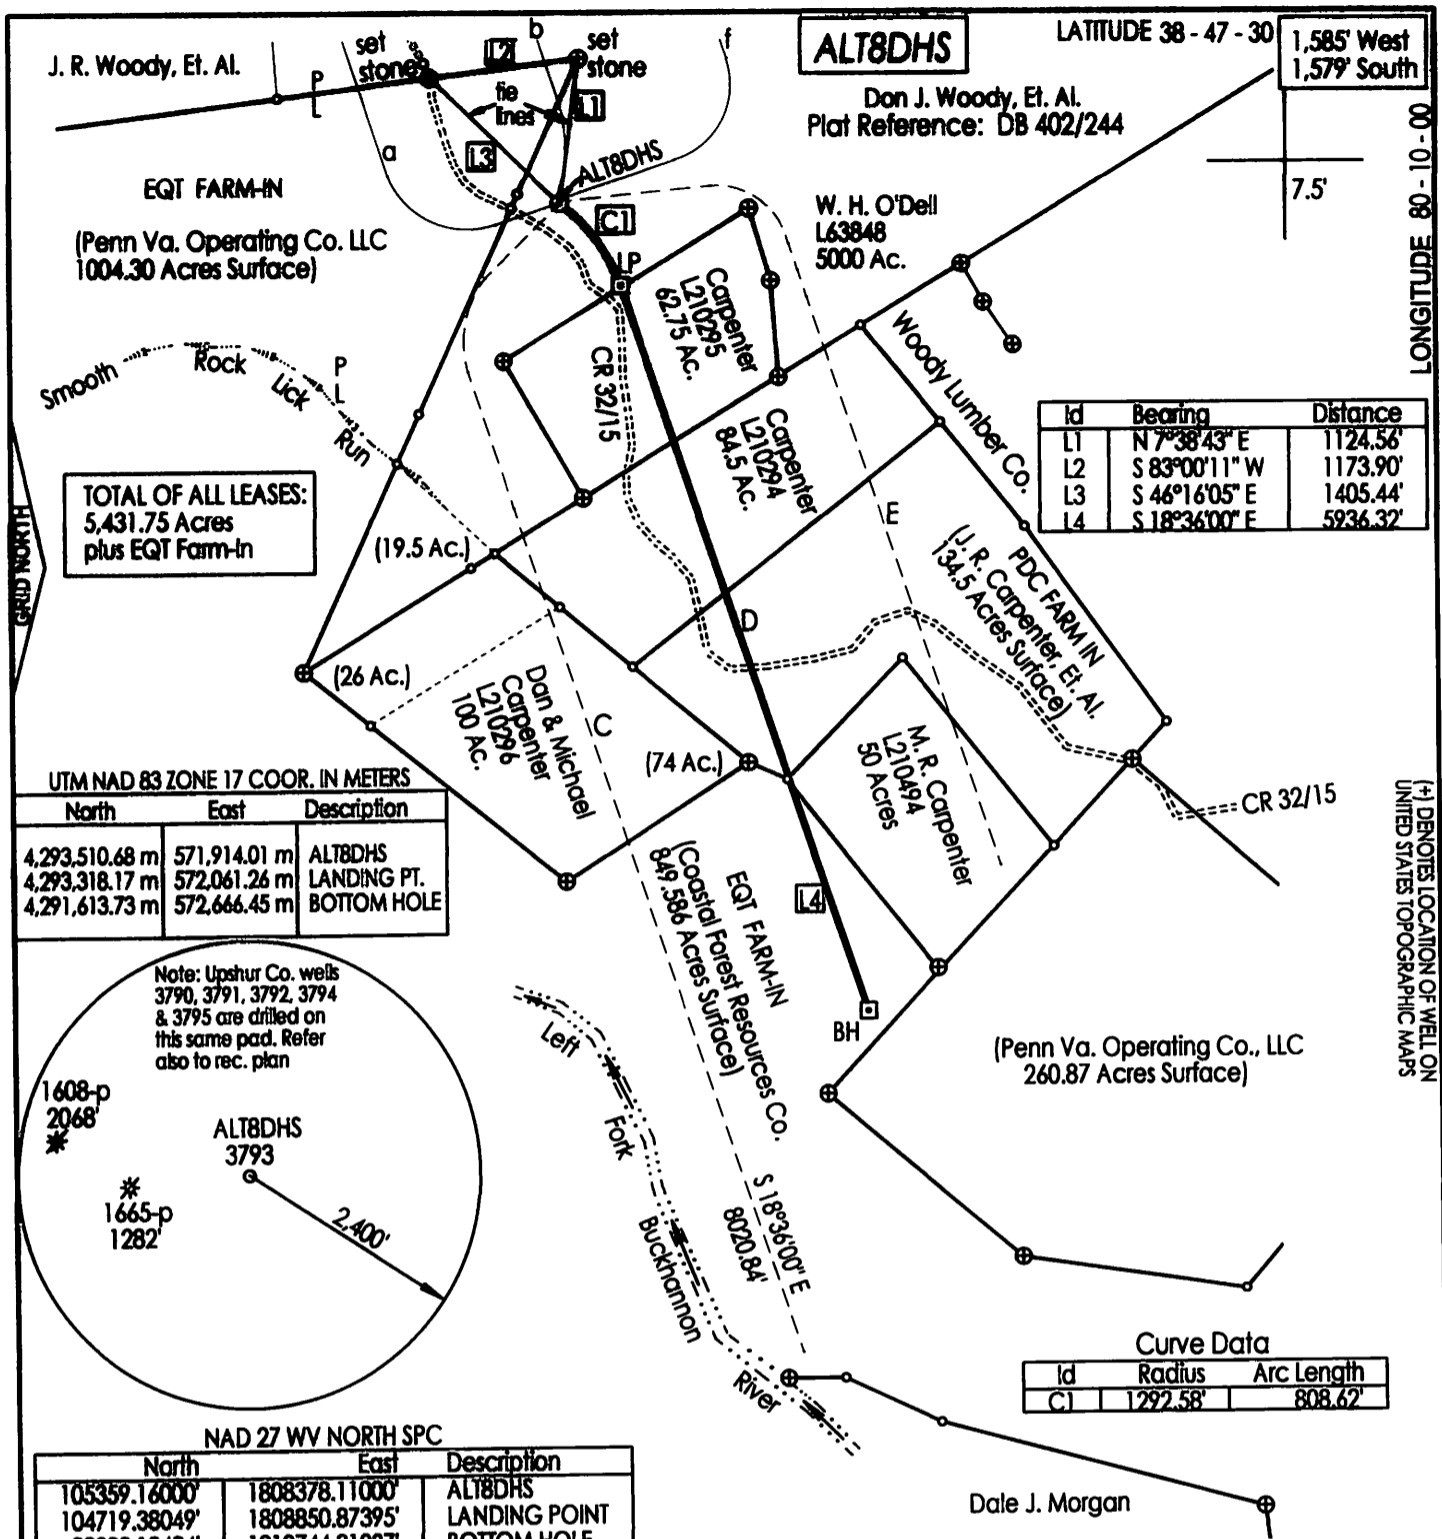 ALT8DHS
LATITUDE 38 - 47 - 30
1,585' West
1,579' South
J. R. Woody, Et. Al.
P
L
set
stone
L2
b
set
stone
f
tie
lines
L1
a
L3
ALT8DHS
C1
LP
Don J. Woody, Et. Al.
Plat Reference: DB 402/244
7.5'
LONGITUDE 80 - 10 - 00
EQT FARM-IN
(Penn Va. Operating Co. LLC
1004.30 Acres Surface)
W. H. O'Dell
L63848
5000 Ac.
Carpenter
L210295
62.75 Ac.
Smooth Rock Lick Run
P
L
CR 32/15
Carpenter
L210294
84.5 Ac.
Woody Lumber Co.
Id Bearing Distance
L1 N 7°38'43" E 1124.56'
L2 S 83°00'11" W 1173.90'
L3 S 46°16'05" E 1405.44'
L4 S 18°36'00" E 5936.32'
GRID NORTH
TOTAL OF ALL LEASES:
5,431.75 Acres
plus EQT Farm-In
(19.5 Ac.)
E
PDC FARM IN
(J. R. Carpenter, Et. Al.
134.5 Acres Surface)
D
(26 Ac.)
Dan & Michael
Carpenter
L210296
100 Ac.
C
(74 Ac.)
M. R. Carpenter
L210494
50 Acres
CR 32/15
(+) DENOTES LOCATION OF WELL ON
UNITED STATES TOPOGRAPHIC MAPS
UTM NAD 83 ZONE 17 COOR. IN METERS
North East Description
4,293,510.68 m 571,914.01 m ALT8DHS
4,293,318.17 m 572,061.26 m LANDING PT.
4,291,613.73 m 572,666.45 m BOTTOM HOLE
EQT FARM-IN
(Coastal Forest Resources Co.
849.586 Acres Surface)
L4
BH
Note: Upshur Co. wells
3790, 3791, 3792, 3794
& 3795 are drilled on
this same pad. Refer
also to rec. plan
1608-p
2068'
ALT8DHS
3793
1665-p
1282'
2,400'
Left Fork Buckhannon River
(Penn Va. Operating Co., LLC
260.87 Acres Surface)
S 18°36'00" E
8020.84'
Curve Data
Id Radius Arc Length
C1 1292.58' 808.62'
NAD 27 WV NORTH SPC
North East Description
105359.16000' 1808378.11000' ALT8DHS
104719.38049' 1808850.87395' LANDING POINT
BOTTOM HOLE
Dale J. Morgan